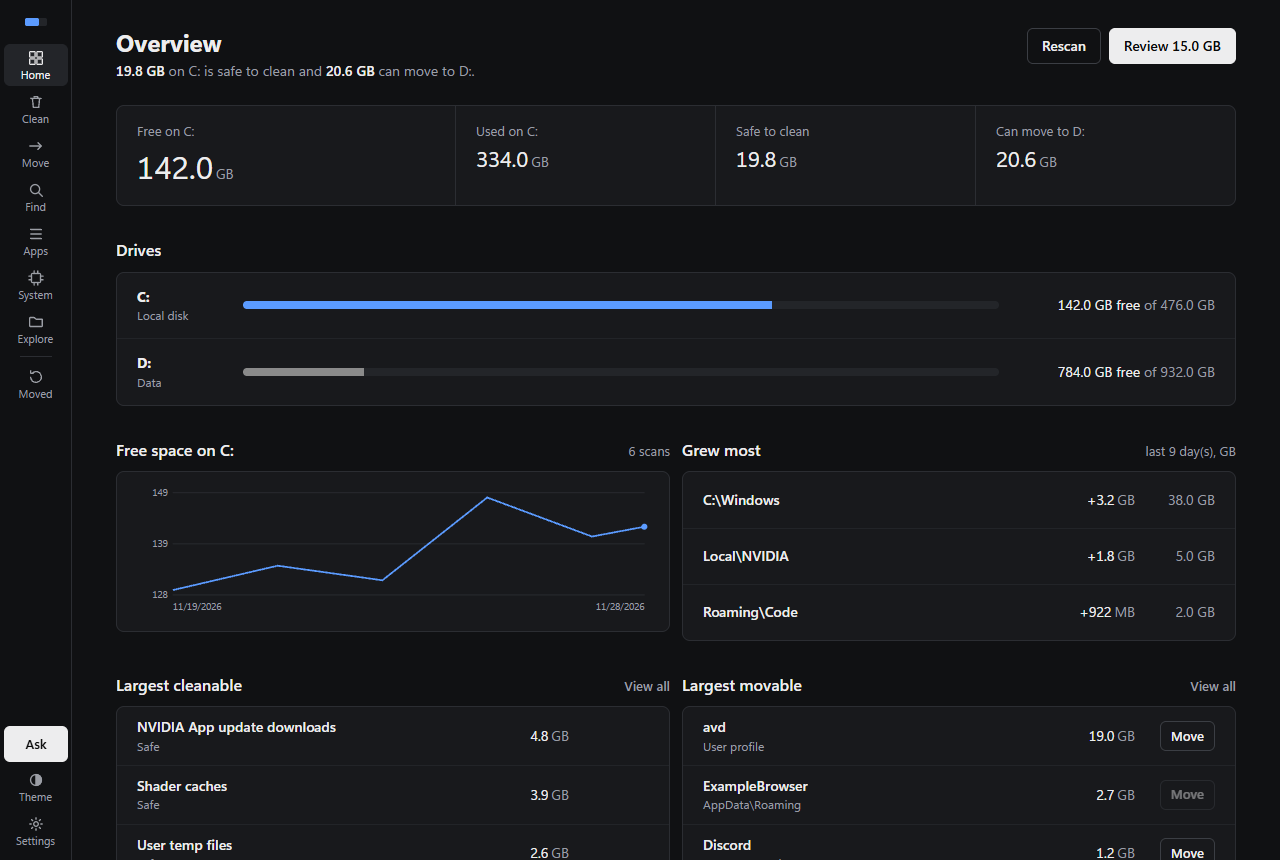 Home
Clean
Move
Find
Apps
System
Explore
Moved
Ask
Theme
Settings
Overview
19.8 GB on C: is safe to clean and 20.6 GB can move to D:.
Rescan
Review 15.0 GB
Free on C:
142.0 GB
Used on C:
334.0 GB
Safe to clean
19.8 GB
Can move to D:
20.6 GB
Drives
C:
Local disk
142.0 GB free of 476.0 GB
D:
Data
784.0 GB free of 932.0 GB
Free space on C:
6 scans
149
139
128
11/19/2026
11/28/2026
Grew most
last 9 day(s), GB
C:\Windows
+3.2 GB
38.0 GB
Local\NVIDIA
+1.8 GB
5.0 GB
Roaming\Code
+922 MB
2.0 GB
Largest cleanable
View all
NVIDIA App update downloads
Safe
4.8 GB
Shader caches
Safe
3.9 GB
User temp files
2.6 GB
Largest movable
View all
avd
User profile
19.0 GB
Move
ExampleBrowser
AppData\Roaming
2.7 GB
Move
Discord
1.2 GB
Move